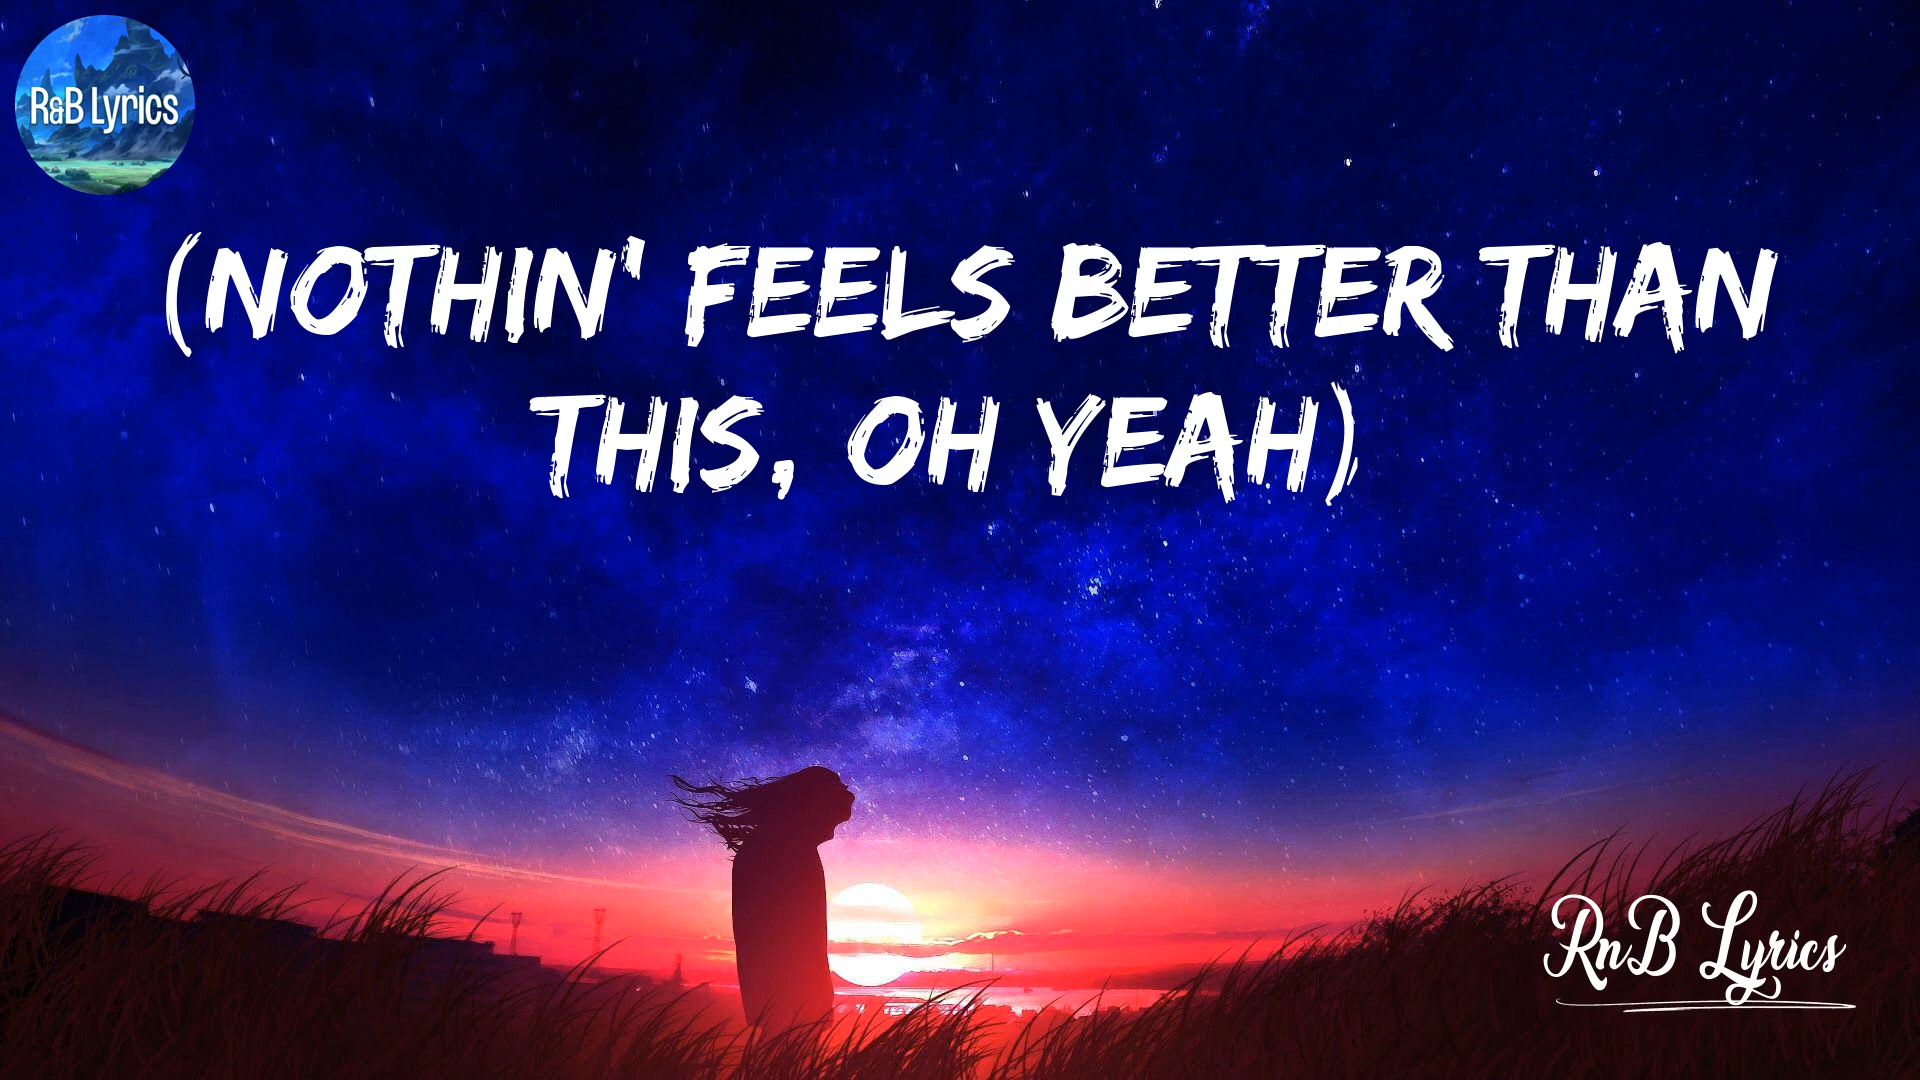 R&B Lyrics
(NOTHIN' FEELS BETTER THAN
THIS, OH YEAH)
RnB Lyrics